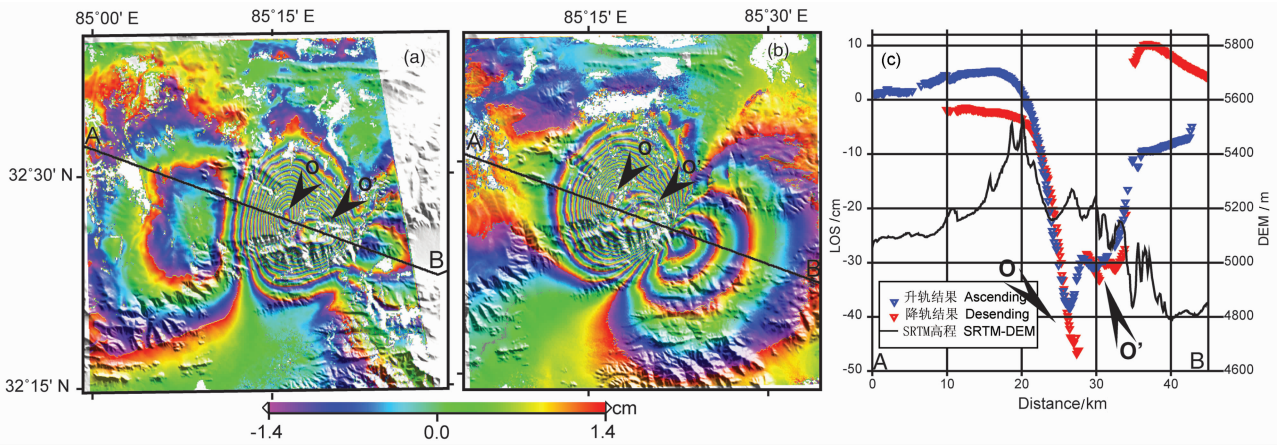 85°00' E 85°15' E 85°15' E 85°30' E
(a)
A
O
O'
B
32°30' N
32°15' N
(b)
A
O
O'
B
-1.4 0.0 1.4 cm
(c)
10
0
-10
-20
-30
-40
-50
LOS /cm
5800
5600
5400
5200
5000
4800
4600
DEM / m
O
O'
升轨结果 Ascending
降轨结果 Desending
SRTM高程 SRTM-DEM
A B
0 10 20 30 40
Distance/km